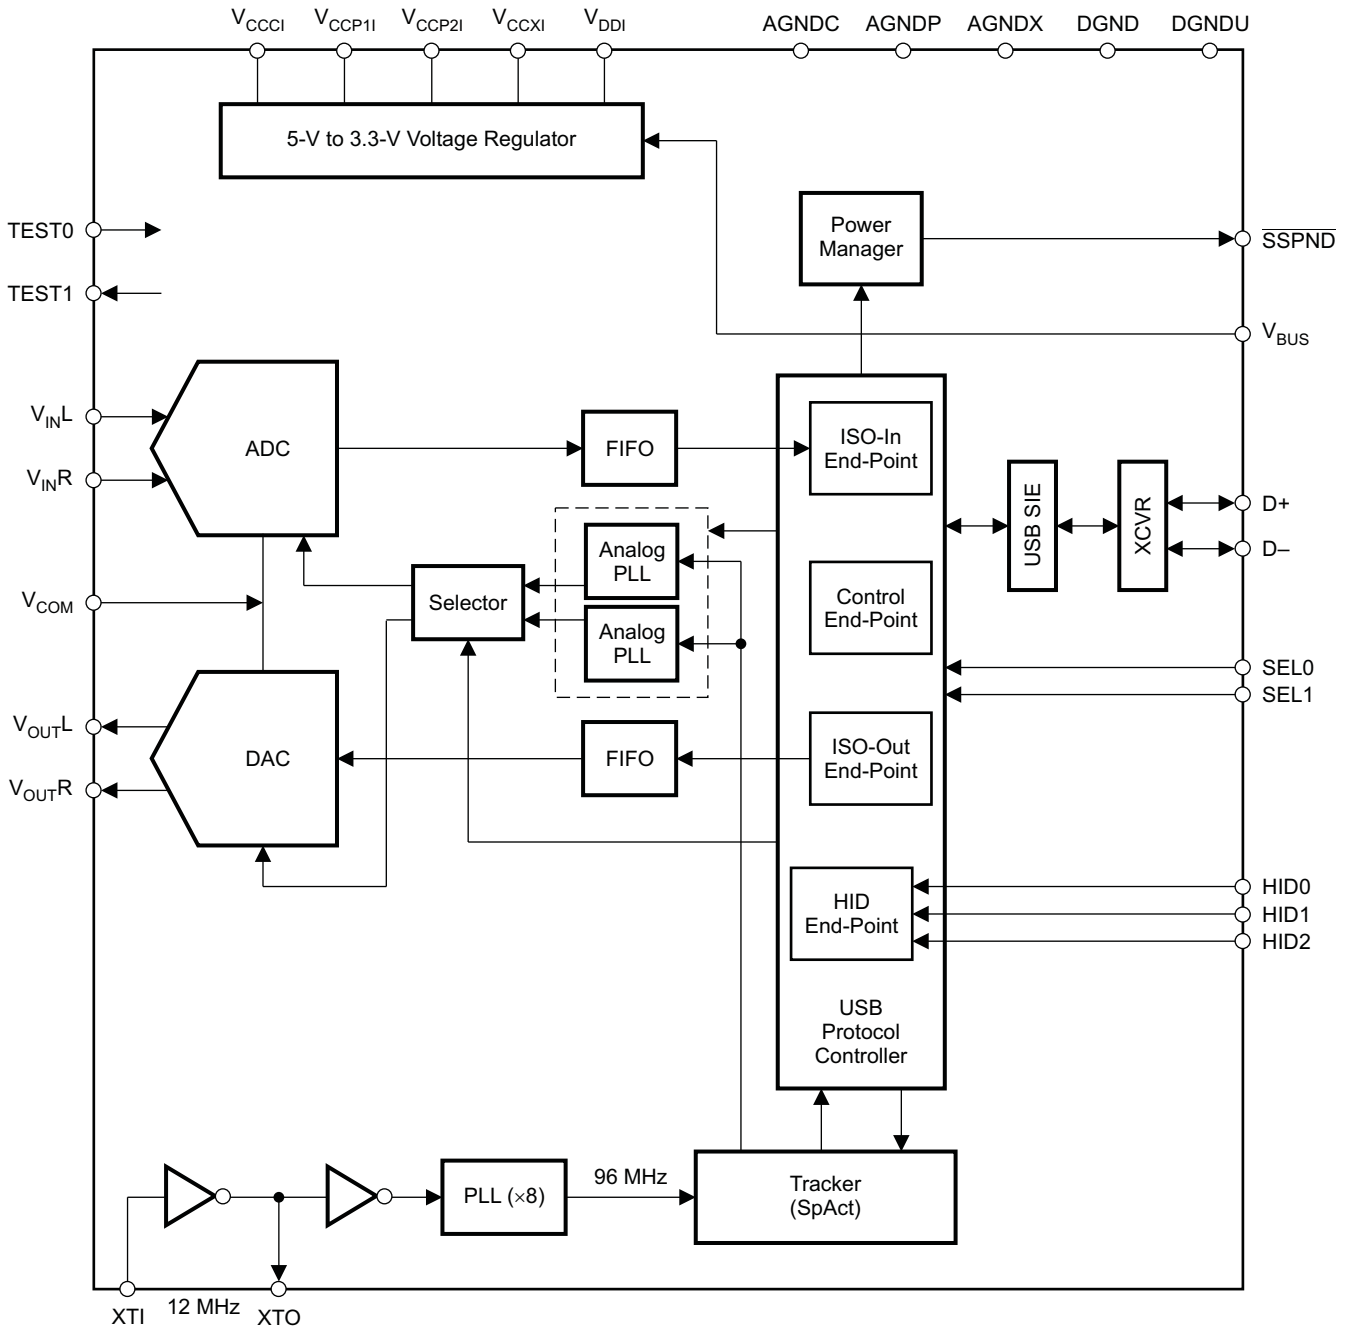 VCCCI VCCP1I VCCP2I VCCXI VDDI AGNDC AGNDP AGNDX DGND DGNDU
5-V to 3.3-V Voltage Regulator
TEST0
Power
Manager
SSPND
TEST1
VBUS
VINL
ADC
FIFO
ISO-In
End-Point
VINR
USB SIE
XCVR
D+
D–
Analog
PLL
VCOM
Selector
Control
End-Point
Analog
PLL
SEL0
SEL1
VOUTL
DAC
FIFO
ISO-Out
End-Point
VOUTR
HID
End-Point
HID0
HID1
HID2
USB
Protocol
Controller
PLL (×8)
96 MHz
Tracker
(SpAct)
XTI
12 MHz
XTO